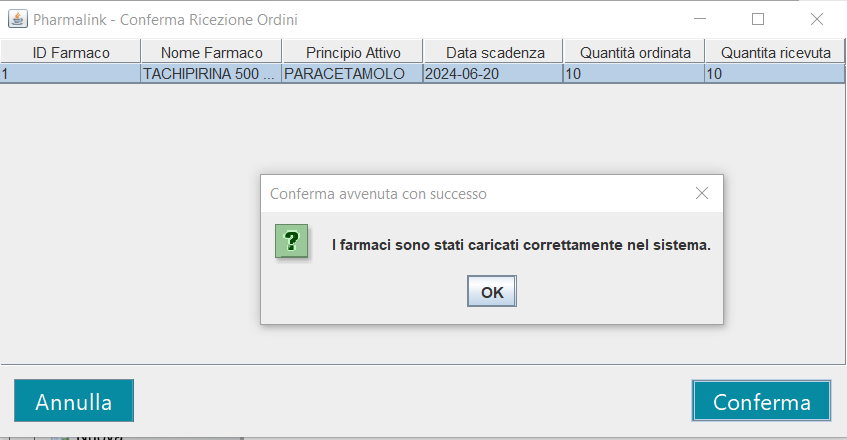 Pharmalink - Conferma Ricezione Ordini
ID Farmaco Nome Farmaco Principio Attivo Data scadenza Quantità ordinata Quantita ricevuta
1 TACHIPIRINA 500 ... PARACETAMOLO 2024-06-20 10 10
Conferma avvenuta con successo
? I farmaci sono stati caricati correttamente nel sistema.
OK
Annulla Conferma